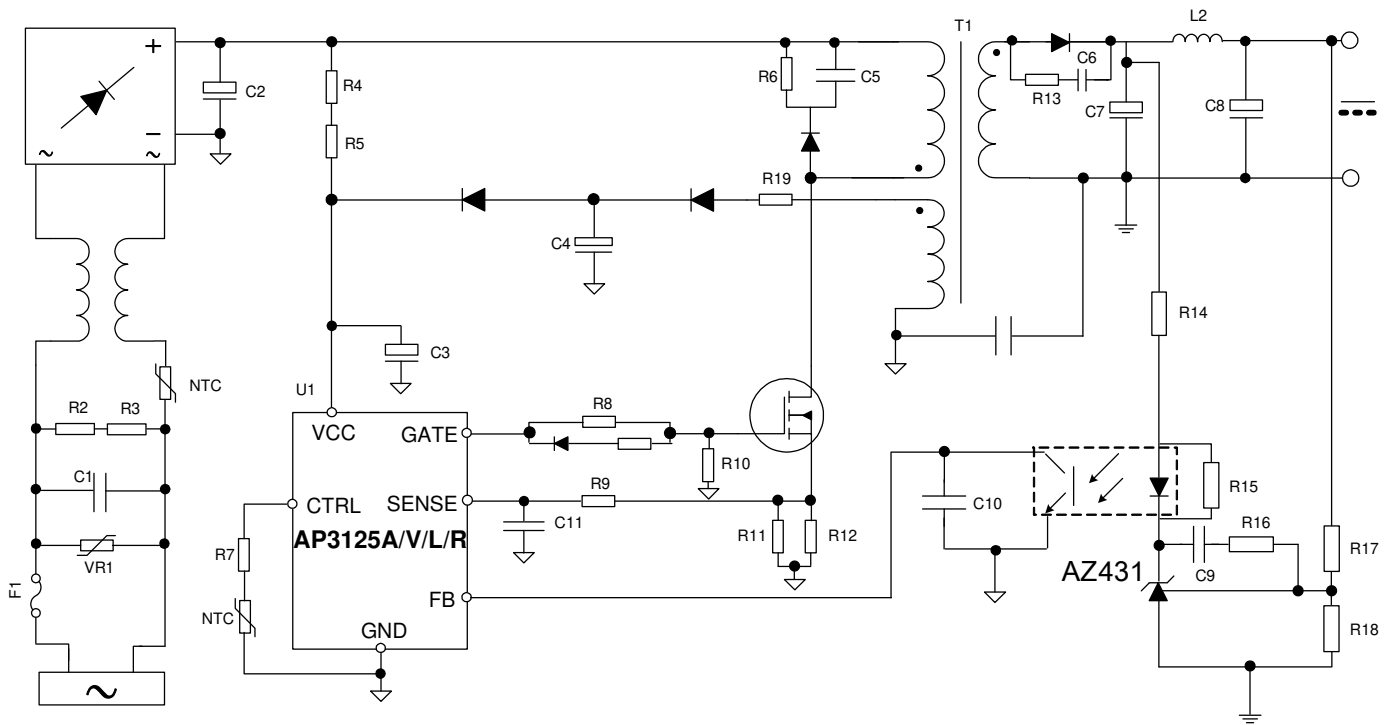 T1
L2
C2
R4
R5
R6
C5
C6
R13
C7
C8
R19
C4
C3
R14
NTC
U1
R2
R3
VCC
GATE
R8
R10
C1
CTRL
SENSE
R9
C11
R11
R12
C10
R15
AP3125A/V/L/R
R16
R17
R7
VR1
C9
AZ431
F1
NTC
FB
R18
GND